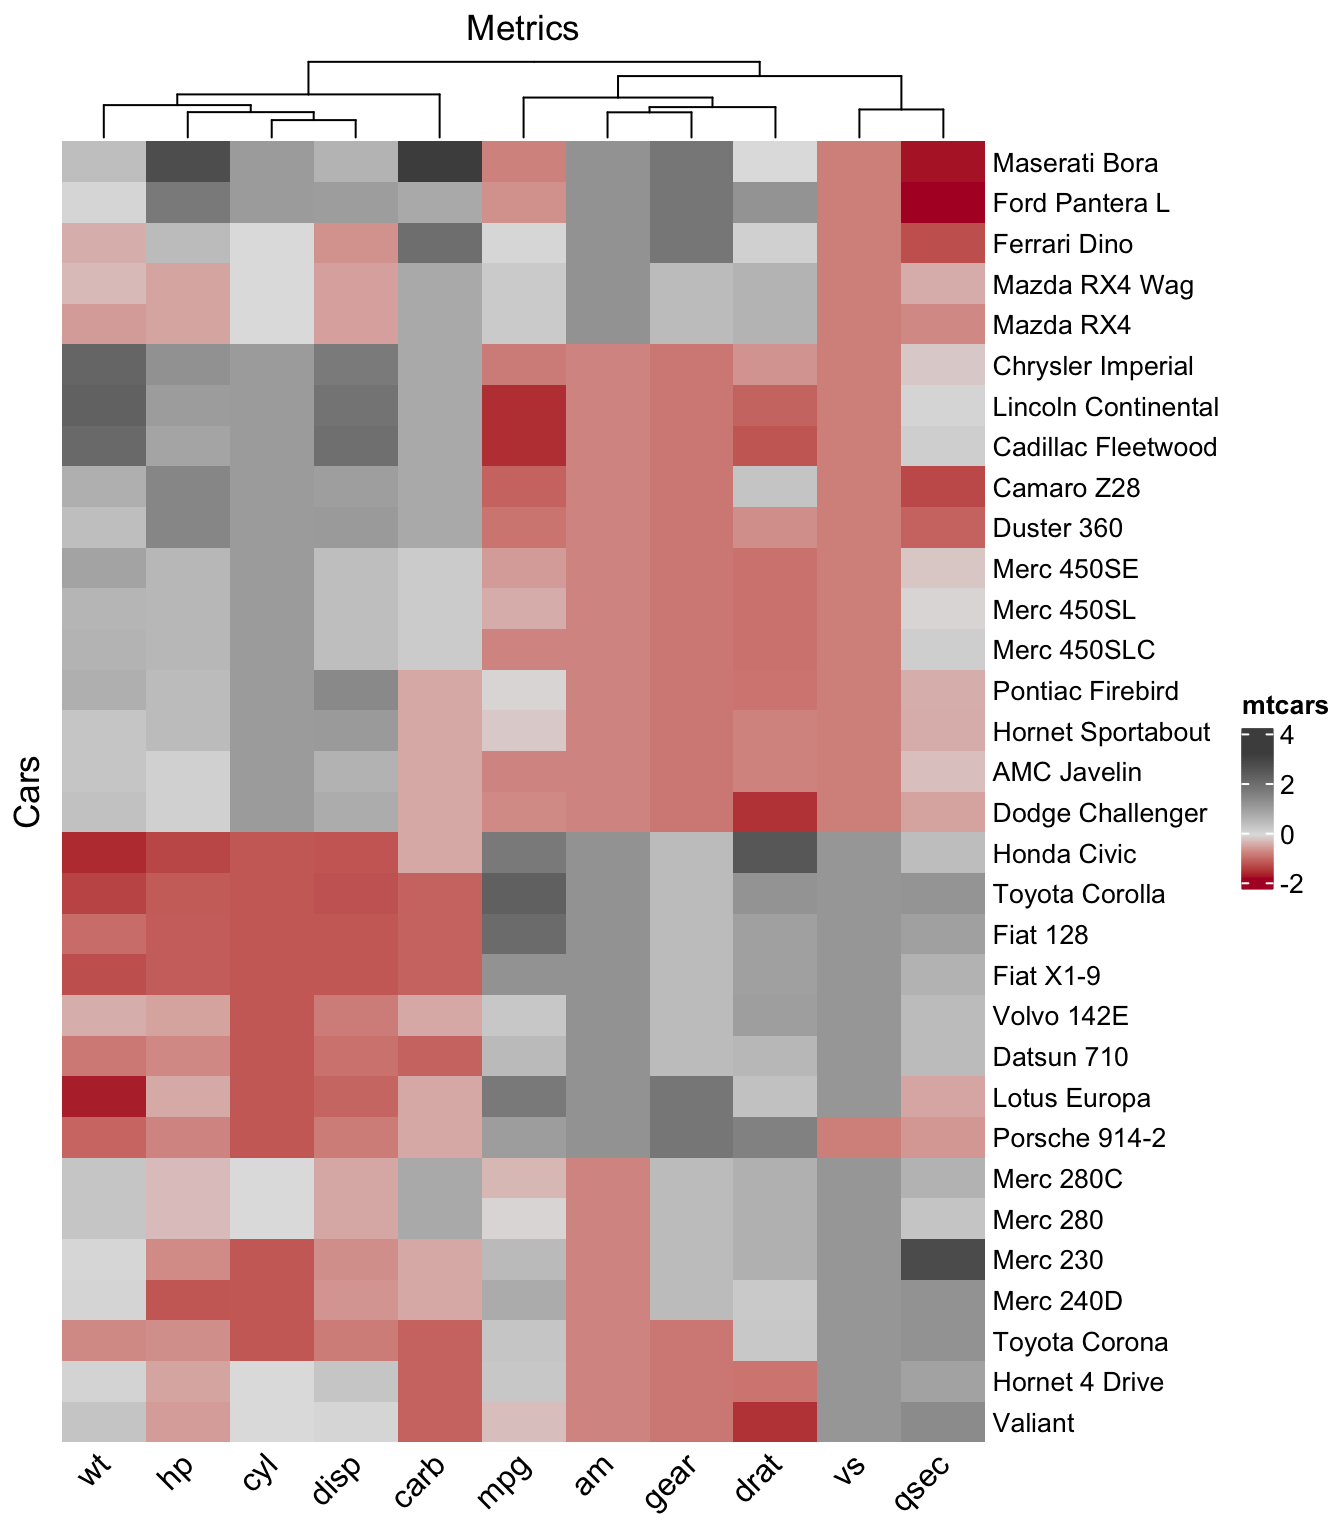 Metrics
Maserati Bora
Ford Pantera L
Ferrari Dino
Mazda RX4 Wag
Mazda RX4
Chrysler Imperial
Lincoln Continental
Cadillac Fleetwood
Camaro Z28
Duster 360
Merc 450SE
Merc 450SL
Merc 450SLC
Pontiac Firebird
Hornet Sportabout
AMC Javelin
Dodge Challenger
Honda Civic
Toyota Corolla
Fiat 128
Fiat X1-9
Volvo 142E
Datsun 710
Lotus Europa
Porsche 914-2
Merc 280C
Merc 280
Merc 230
Merc 240D
Toyota Corona
Hornet 4 Drive
Valiant
Cars
mtcars
4
2
0
-2
wt hp cyl disp carb mpg am gear drat vs qsec